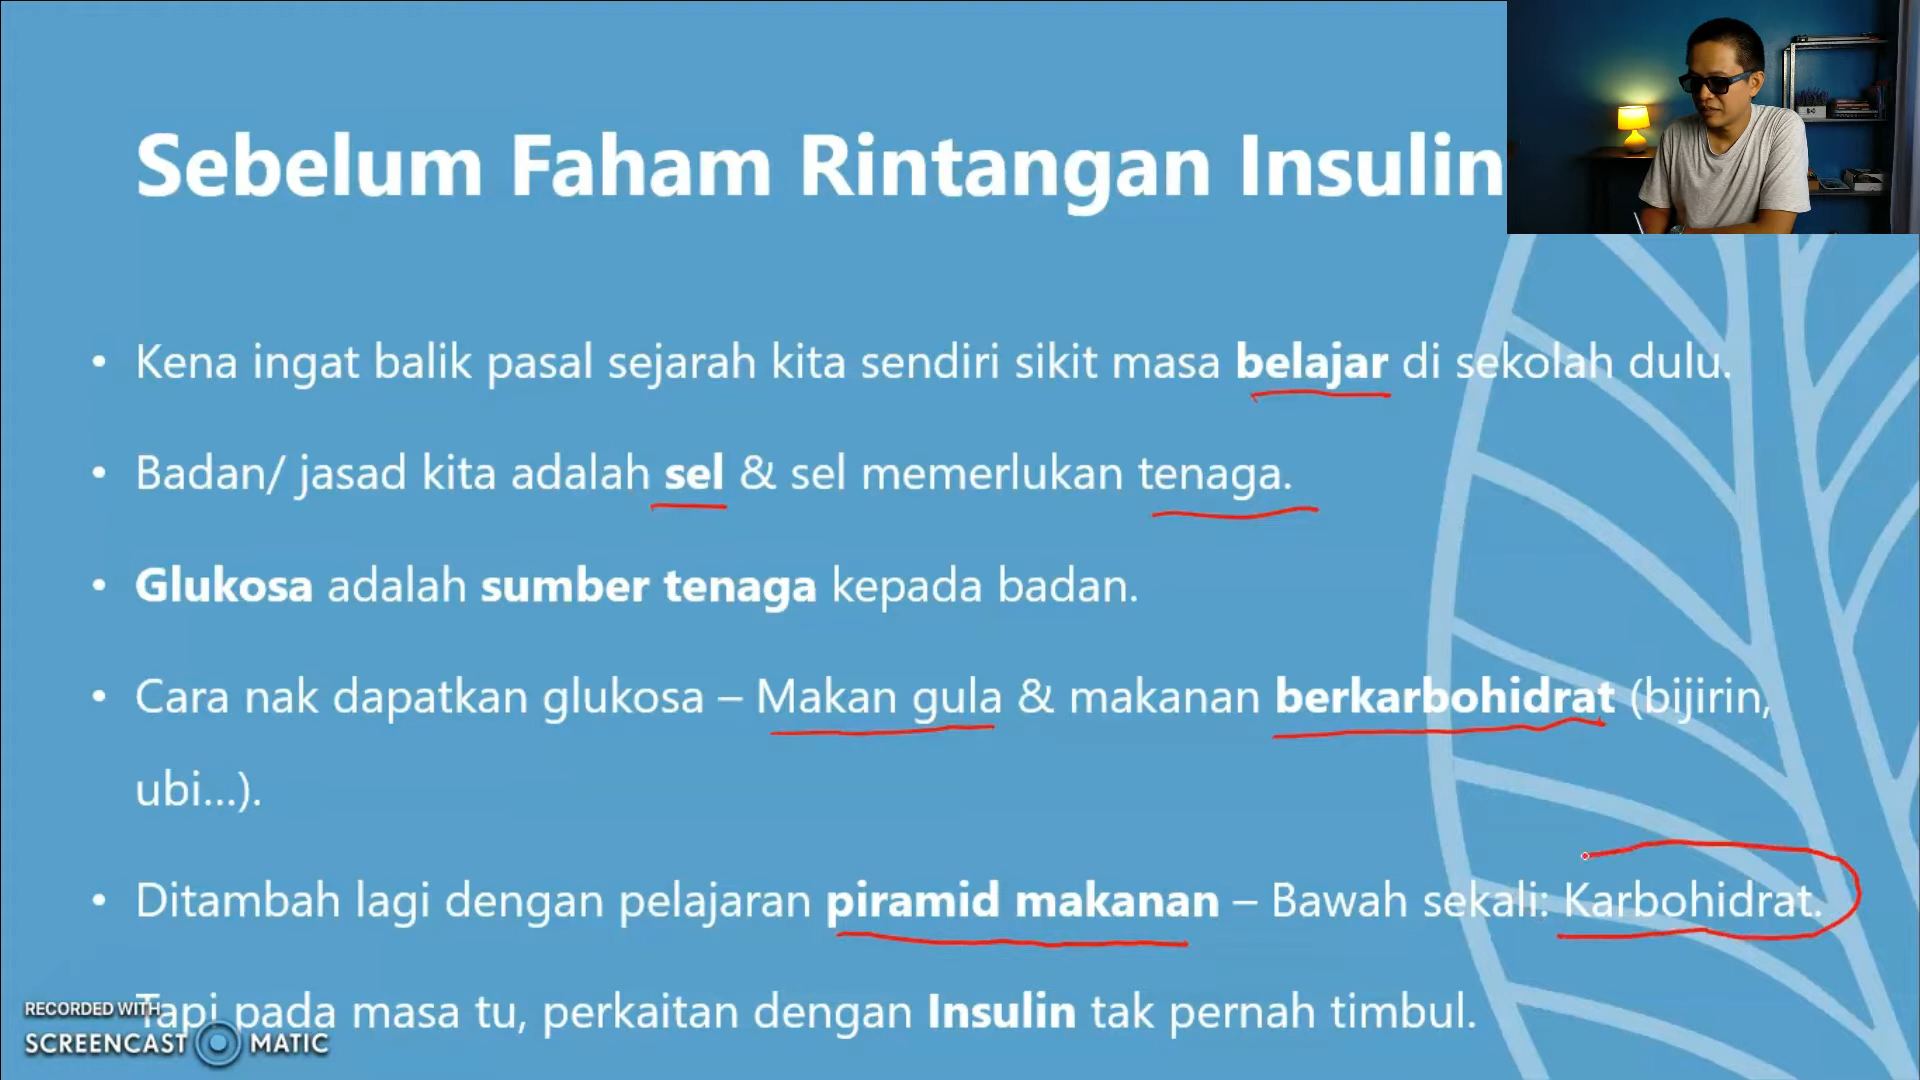 Sebelum Faham Rintangan Insulin
• Kena ingat balik pasal sejarah kita sendiri sikit masa belajar di sekolah dulu.
• Badan/ jasad kita adalah sel & sel memerlukan tenaga.
• Glukosa adalah sumber tenaga kepada badan.
• Cara nak dapatkan glukosa – Makan gula & makanan berkarbohidrat (bijirin,
ubi...).
• Ditambah lagi dengan pelajaran piramid makanan – Bawah sekali: Karbohidrat.
Tapi pada masa tu, perkaitan dengan Insulin tak pernah timbul.
RECORDED WITH
SCREENCAST MATIC